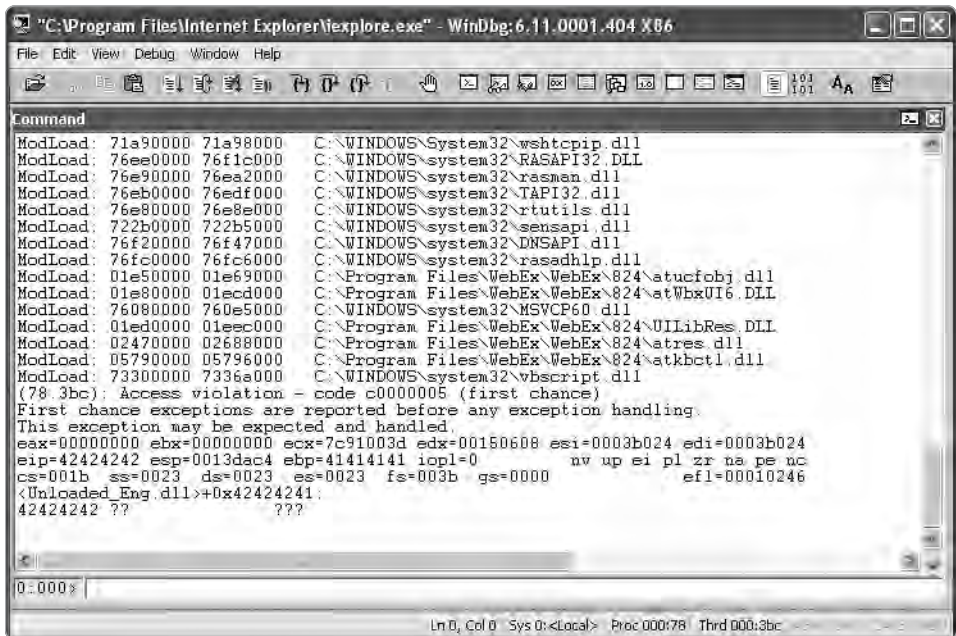 "C:\Program Files\Internet Explorer\iexplore.exe" - WinDbg:6.11.0001.404 X86
File Edit View Debug Window Help
101
101
AA
Command
ModLoad: 71a90000 71a98000 C:\WINDOWS\System32\wshtcpip.dll
ModLoad: 76ee0000 76f1c000 C:\WINDOWS\system32\RASAPI32.DLL
ModLoad: 76e90000 76ea2000 C:\WINDOWS\system32\rasman.dll
ModLoad: 76eb0000 76edf000 C:\WINDOWS\system32\TAPI32.dll
ModLoad: 76e80000 76e8e000 C:\WINDOWS\system32\rtutils.dll
ModLoad: 722b0000 722b5000 C:\WINDOWS\system32\sensapi.dll
ModLoad: 76f20000 76f47000 C:\WINDOWS\system32\DNSAPI.dll
ModLoad: 76fc0000 76fc6000 C:\WINDOWS\system32\rasadhlp.dll
ModLoad: 01e50000 01e69000 C:\Program Files\WebEx\WebEx\824\atucfobj.dll
ModLoad: 01e80000 01ecd000 C:\Program Files\WebEx\WebEx\824\atWbxUI6.DLL
ModLoad: 76080000 760e5000 C:\WINDOWS\system32\MSVCP60.dll
ModLoad: 01ed0000 01eec000 C:\Program Files\WebEx\WebEx\824\UILibRes.DLL
ModLoad: 02470000 02688000 C:\Program Files\WebEx\WebEx\824\atres.dll
ModLoad: 05790000 05796000 C:\Program Files\WebEx\WebEx\824\atkbctl.dll
ModLoad: 73300000 7336a000 C:\WINDOWS\system32\vbscript.dll
(78.3bc): Access violation - code c0000005 (first chance)
First chance exceptions are reported before any exception handling.
This exception may be expected and handled.
eax=00000000 ebx=00000000 ecx=7c91003d edx=00150608 esi=0003b024 edi=0003b024
eip=42424242 esp=0013dac4 ebp=41414141 iopl=0 nv up ei pl zr na pe nc
cs=001b ss=0023 ds=0023 es=0023 fs=003b gs=0000 efl=00010246
<Unloaded_Eng.dll>+0x42424241:
42424242 ?? ???
0:000>
Ln 0, Col 0 Sys 0:<Local> Proc 000:78 Thrd 000:3bc